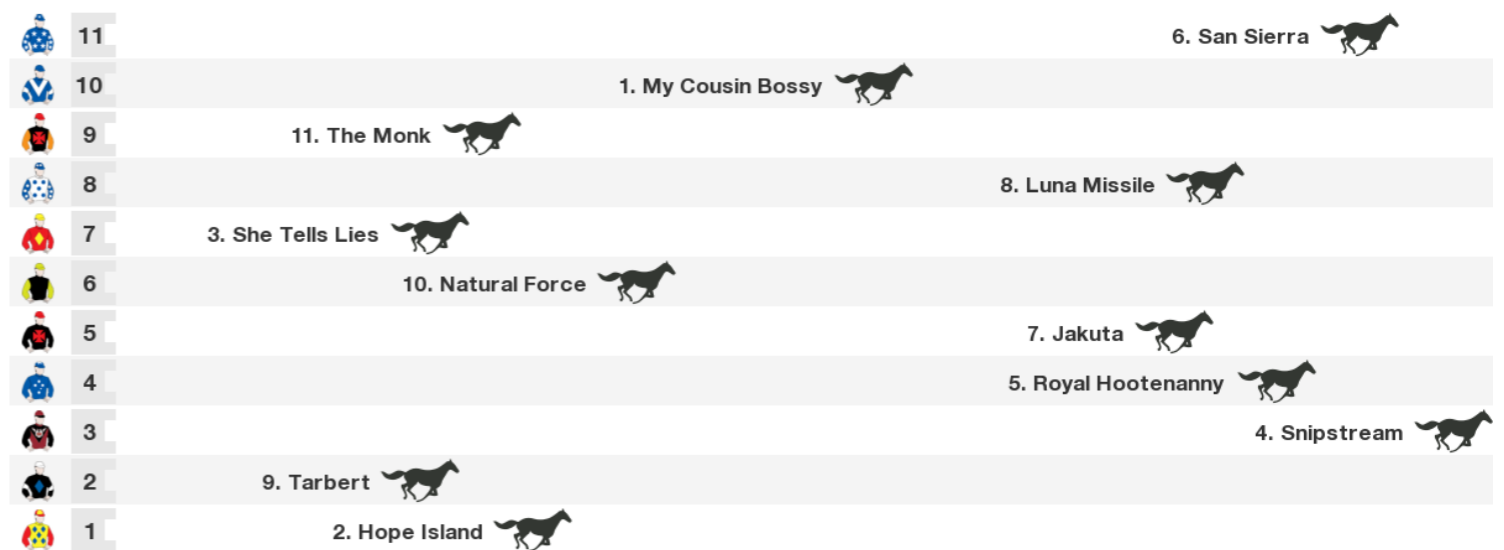 11 6. San Sierra
10 1. My Cousin Bossy
9 11. The Monk
8 8. Luna Missile
7 3. She Tells Lies
6 10. Natural Force
5 7. Jakuta
4 5. Royal Hootenanny
3 4. Snipstream
2 9. Tarbert
1 2. Hope Island